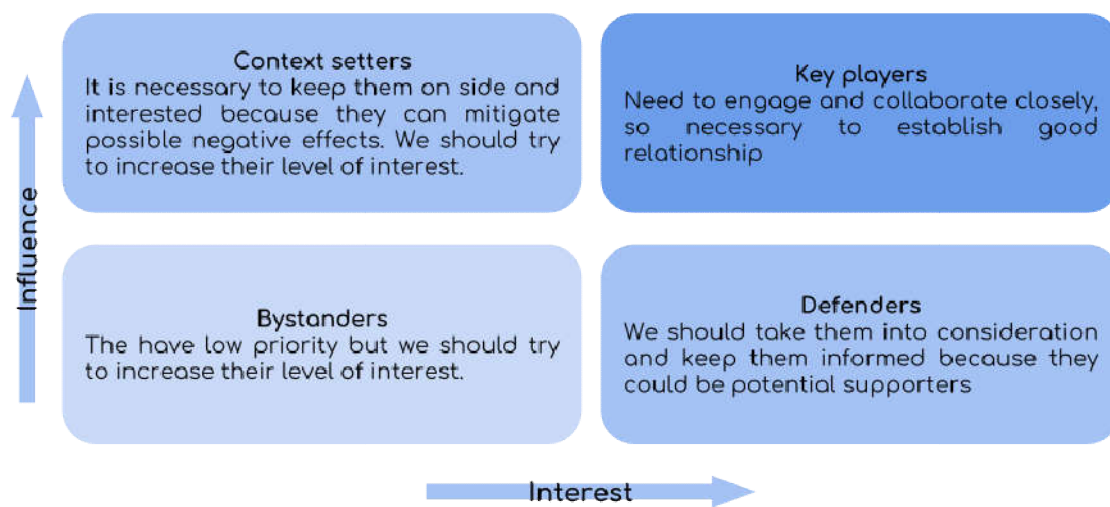 Context setters
It is necessary to keep them on side and
interested because they can mitigate
possible negative effects. We should try
to increase their level of interest.
Key players
Need to engage and collaborate closely,
so necessary to establish good
relationship
Influence
Bystanders
The have low priority but we should try
to increase their level of interest.
Defenders
We should take them into consideration
and keep them informed because they
could be potential supporters
Interest